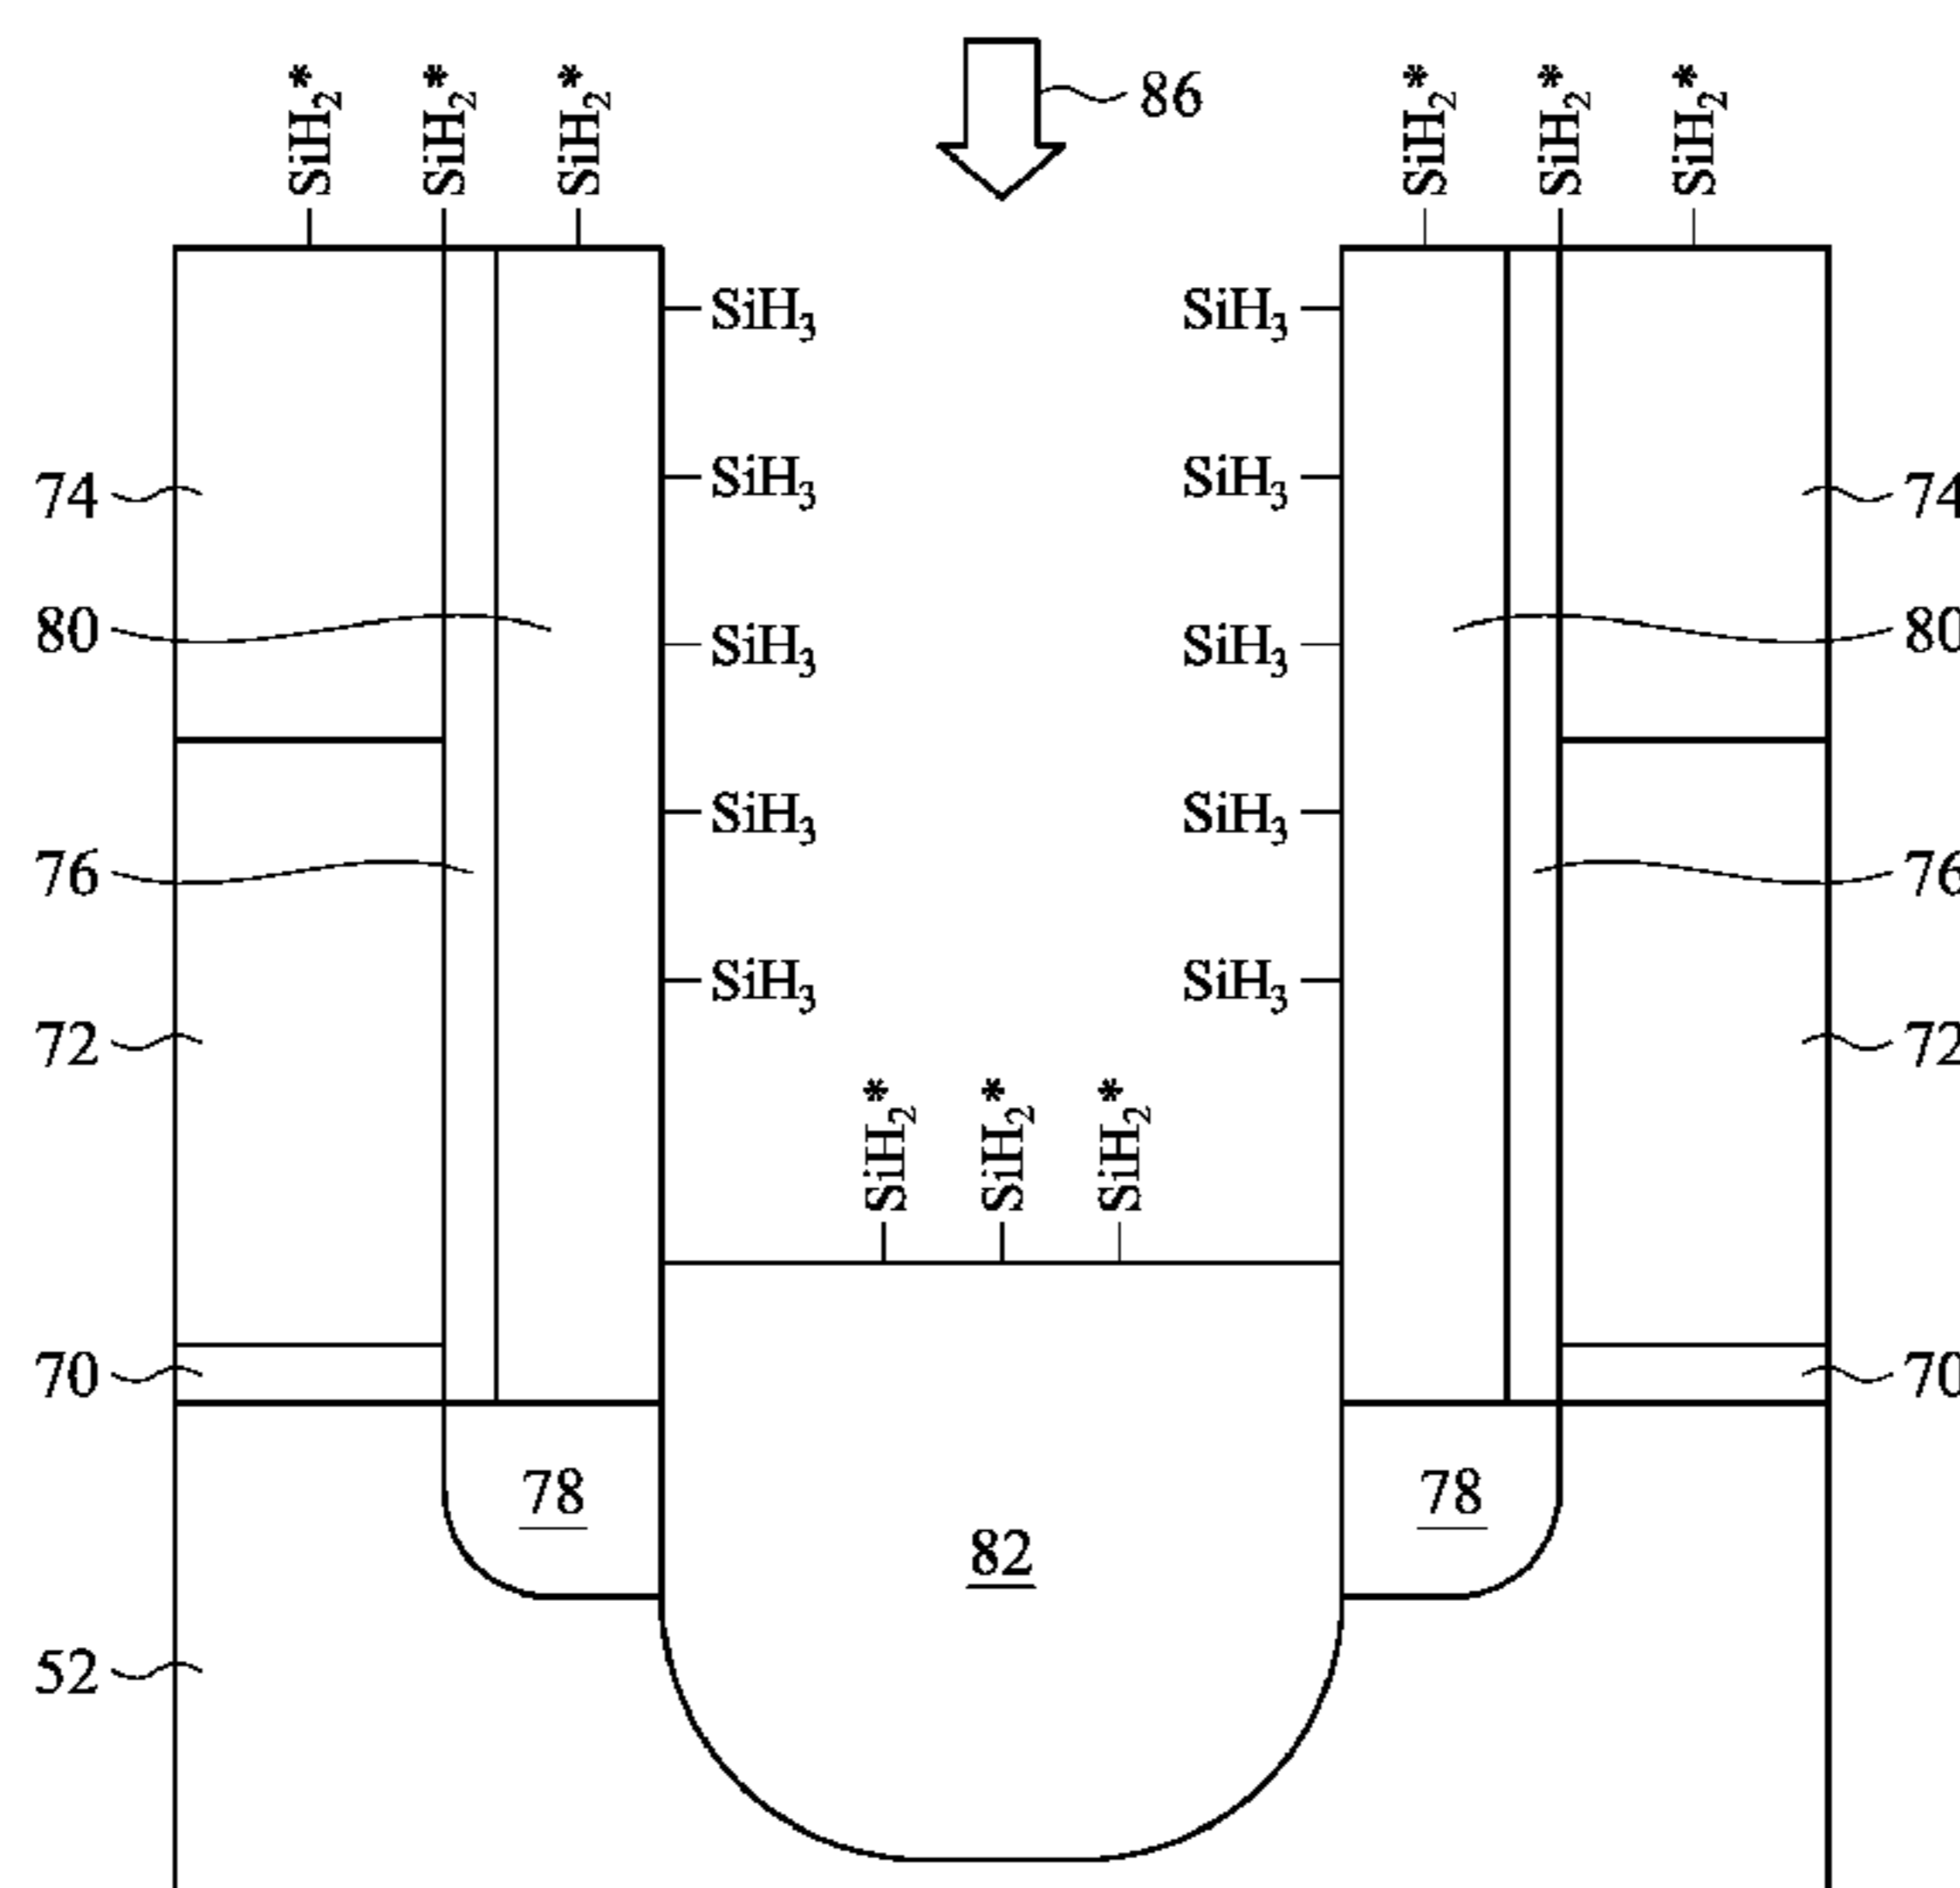 SiH2* SiH2* SiH2* 86 SiH2* SiH2* SiH2*
SiH3 SiH3
74 SiH3 SiH3 74
80 SiH3 SiH3 80
SiH3 SiH3
76 76
SiH3 SiH3
72 72
SiH2* SiH2* SiH2*
70 70
78 78
82
52